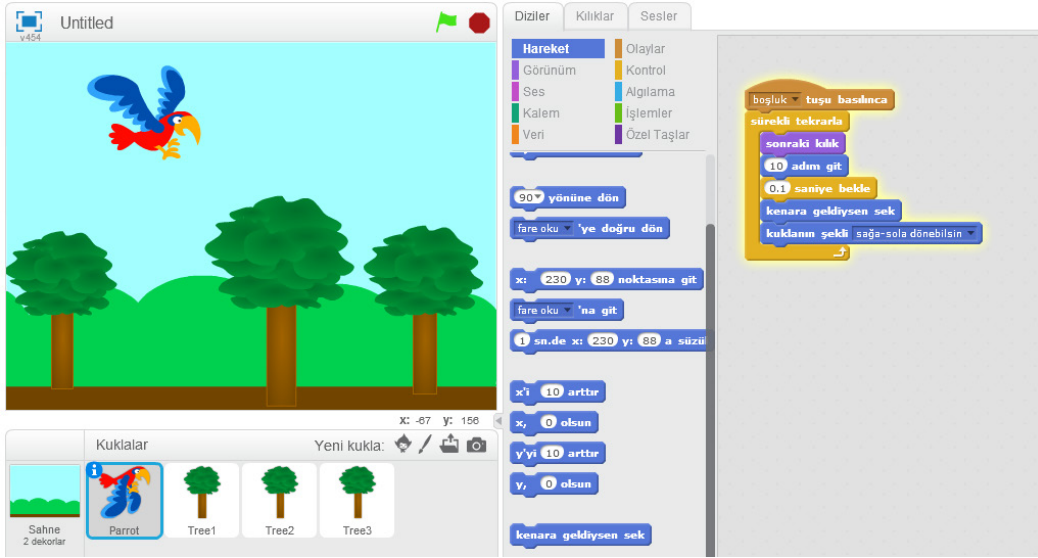 Untitled
v454
x: -67 y: 156
Kuklalar
Yeni kukla:
Sahne
2 dekorlar
Parrot
Tree1
Tree2
Tree3
Diziler
Kılıklar
Sesler
Hareket
Olaylar
Görünüm
Kontrol
Ses
Algılama
Kalem
İşlemler
Veri
Özel Taşlar
90 yönüne dön
fare oku 'ye doğru dön
x: 230 y: 88 noktasına git
fare oku 'na git
1 sn.de x: 230 y: 88 a süzül
x'i 10 arttır
x, 0 olsun
y'yi 10 arttır
y, 0 olsun
kenara geldiysen sek
boşluk tuşu basılınca
sürekli tekrarla
sonraki kılık
10 adım git
0.1 saniye bekle
kenara geldiysen sek
kuklanın şekli sağa-sola dönebilsin